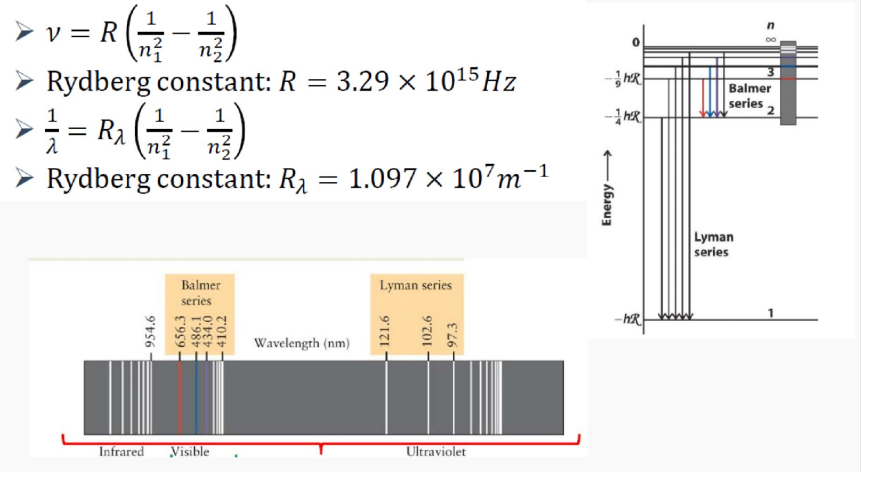 ➤ ν = R(1/n₁² − 1/n₂²)
➤ Rydberg constant: R = 3.29 × 10¹⁵Hz
➤ 1/λ = R_λ(1/n₁² − 1/n₂²)
➤ Rydberg constant: R_λ = 1.097 × 10⁷m⁻¹
n
∞
0
3
−1/9 hR
Balmer
series
2
−1/4 hR
Energy →
Lyman
series
1
−hR
Balmer
series
Lyman series
954.6
656.3
486.1
434.0
410.2
Wavelength (nm)
121.6
102.6
97.3
Infrared
Visible
Ultraviolet